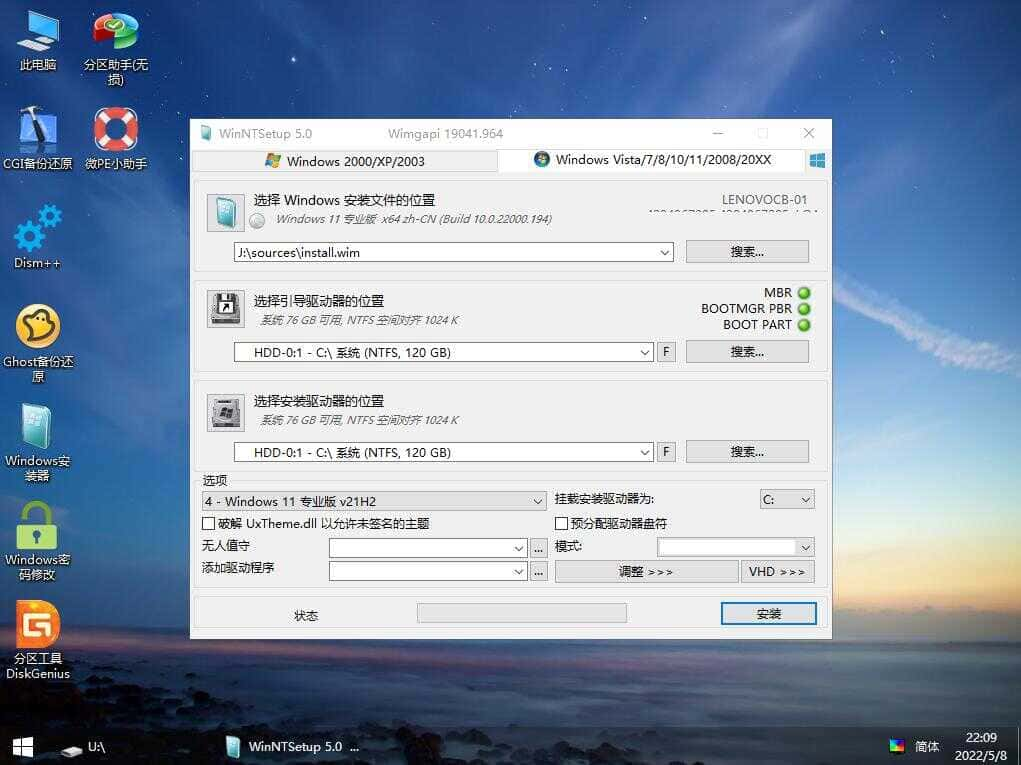 此电脑
分区助手(无
损)
CGI备份还原
微PE小助手
Dism++
Ghost备份还
原
Windows安
装器
Windows密
码修改
分区工具
DiskGenius
WinNTSetup 5.0
Wimgapi 19041.964
Windows 2000/XP/2003
Windows Vista/7/8/10/11/2008/20XX
选择 Windows 安装文件的位置
LENOVOCB-01
Windows 11 专业版 x64 zh-CN (Build 10.0.22000.194)
J:\sources\install.wim
搜索...
选择引导驱动器的位置
MBR
系统 76 GB 可用, NTFS 空间对齐 1024 K
BOOTMGR PBR
BOOT PART
HDD-0:1 - C:\ 系统 (NTFS, 120 GB)
F
搜索...
选择安装驱动器的位置
系统 76 GB 可用, NTFS 空间对齐 1024 K
HDD-0:1 - C:\ 系统 (NTFS, 120 GB)
F
搜索...
选项
4 - Windows 11 专业版 v21H2
挂载安装驱动器为:
C:
破解 UxTheme.dll 以允许未签名的主题
预分配驱动器盘符
无人值守
...
模式:
添加驱动程序
...
调整 >>>
VHD >>>
状态
安装
U:\
WinNTSetup 5.0 ...
简体
22:09
2022/5/8